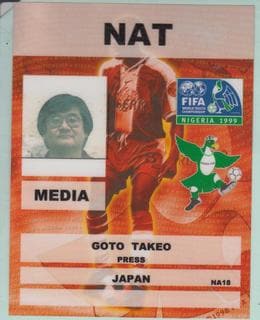 NAT
FIFA
WORLD YOUTH
CHAMPIONSHIP
NIGERIA 1999
MEDIA
GOTO TAKEO
PRESS
JAPAN
NA18